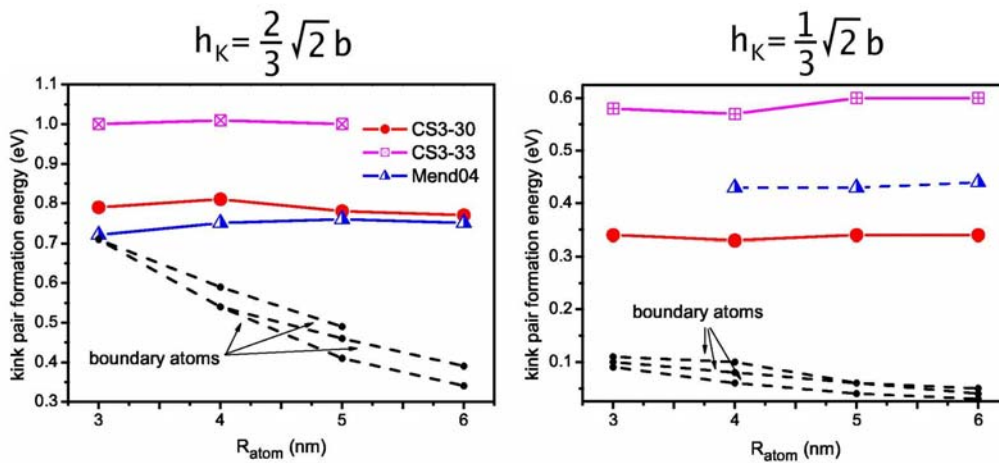 h_K = 2/3 √2 b
kink pair formation energy (eV)
1.1
1.0
0.9
0.8
0.7
0.6
0.5
0.4
0.3
CS3-30
CS3-33
Mend04
boundary atoms
3 4 5 6
R_atom (nm)
h_K = 1/3 √2 b
kink pair formation energy (eV)
0.6
0.5
0.4
0.3
0.2
0.1
boundary atoms
3 4 5 6
R_atom (nm)